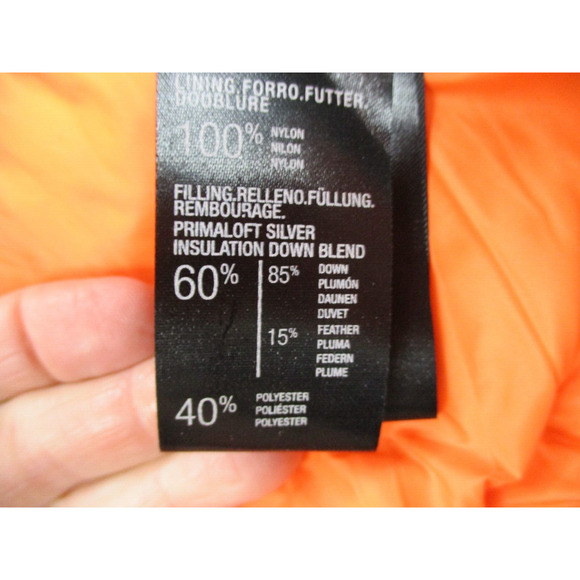 LINING.FORRO.FUTTER.
DOUBLURE
100% NYLON
NILON
NYLON
FILLING.RELLENO.FÜLLUNG.
REMBOURAGE.
PRIMALOFT SILVER
INSULATION DOWN BLEND
60% 85% DOWN
PLUMÓN
DAUNEN
DUVET
15% FEATHER
PLUMA
FEDERN
PLUME
40% POLYESTER
POLIÉSTER
POLYESTER